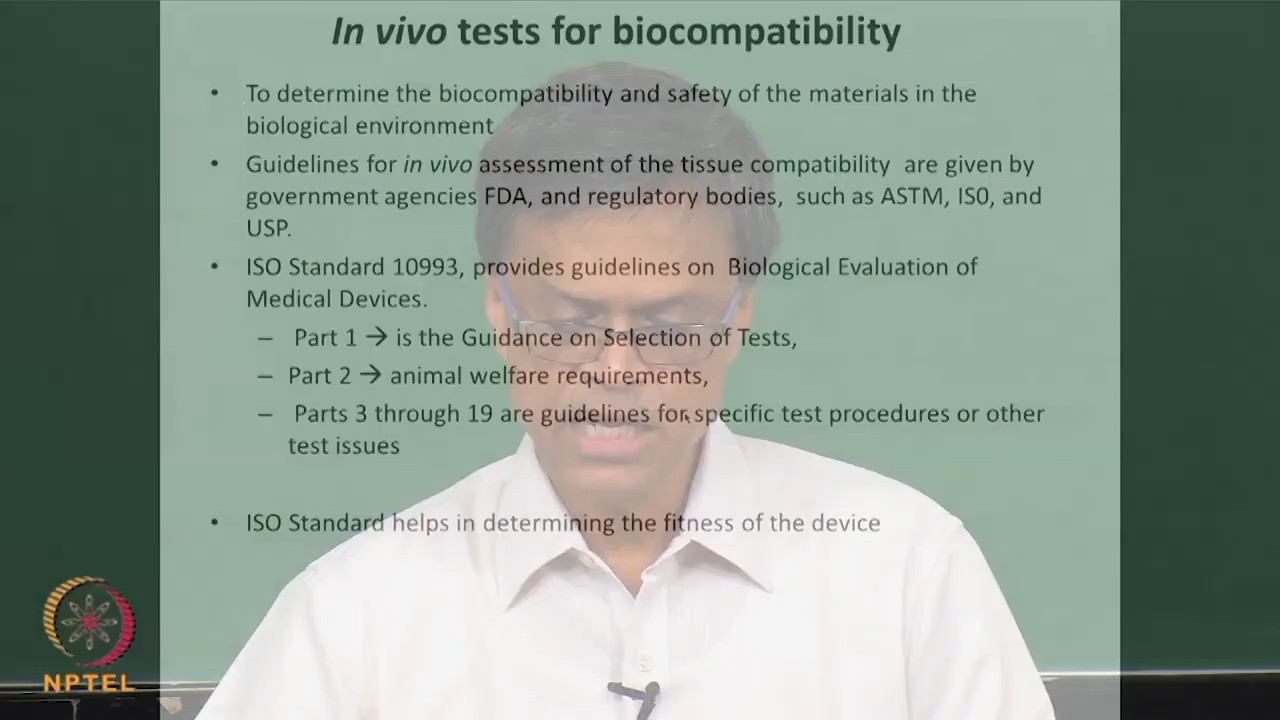 In vivo tests for biocompatibility
• To determine the biocompatibility and safety of the materials in the
biological environment
• Guidelines for in vivo assessment of the tissue compatibility are given by
government agencies FDA, and regulatory bodies, such as ASTM, IS0, and
USP.
• ISO Standard 10993, provides guidelines on Biological Evaluation of
Medical Devices.
– Part 1 → is the Guidance on Selection of Tests,
– Part 2 → animal welfare requirements,
– Parts 3 through 19 are guidelines for specific test procedures or other
test issues
• ISO Standard helps in determining the fitness of the device
NPTEL